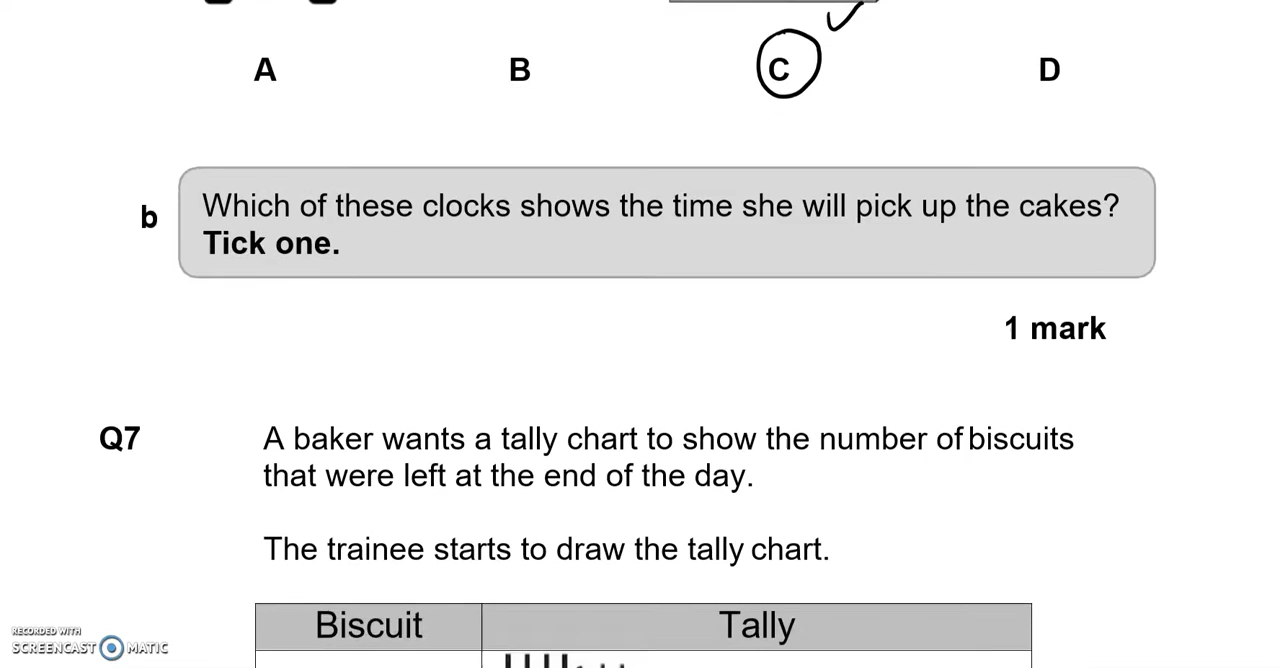 A B C D
b Which of these clocks shows the time she will pick up the cakes?
Tick one.
1 mark
Q7 A baker wants a tally chart to show the number of biscuits
that were left at the end of the day.
The trainee starts to draw the tally chart.
Biscuit Tally
RECORDED WITH
SCREENCAST MATIC